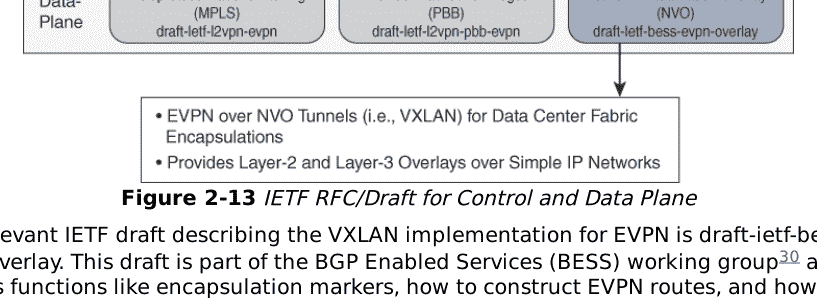 Data-
Plane
(MPLS)
draft-ietf-l2vpn-evpn
(PBB)
draft-ietf-l2vpn-pbb-evpn
(NVO)
draft-ietf-bess-evpn-overlay
• EVPN over NVO Tunnels (i.e., VXLAN) for Data Center Fabric
Encapsulations
• Provides Layer-2 and Layer-3 Overlays over Simple IP Networks
Figure 2-13 IETF RFC/Draft for Control and Data Plane
evant IETF draft describing the VXLAN implementation for EVPN is draft-ietf-be
verlay. This draft is part of the BGP Enabled Services (BESS) working group30 a
s functions like encapsulation markers, how to construct EVPN routes, and how